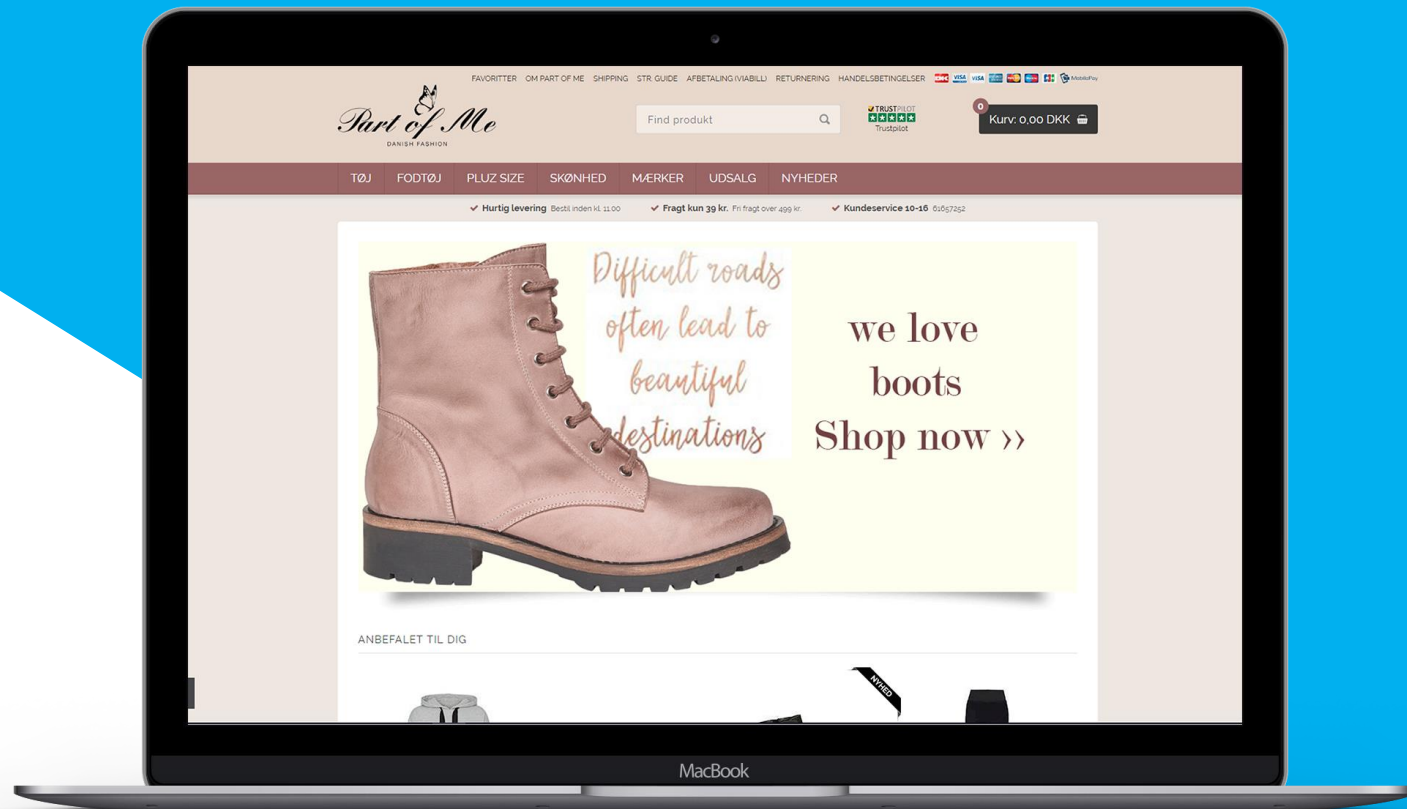 FAVORITTER OM PART OF ME SHIPPING STR. GUIDE AFBETALING (VIABILL) RETURNERING HANDELSBETINGELSER VISA VISA MobilePay
Part of Me
DANISH FASHION
Find produkt
TRUSTPILOT
Trustpilot
0
Kurv: 0,00 DKK
TØJ FODTØJ PLUZ SIZE SKØNHED MÆRKER UDSALG NYHEDER
Hurtig levering Bestil inden kl. 11.00 Fragt kun 39 kr. Fri fragt over 499 kr. Kundeservice 10-16 61657252
Difficult roads
often lead to
beautiful
destinations
we love
boots
Shop now ››
ANBEFALET TIL DIG
NYHED
MacBook